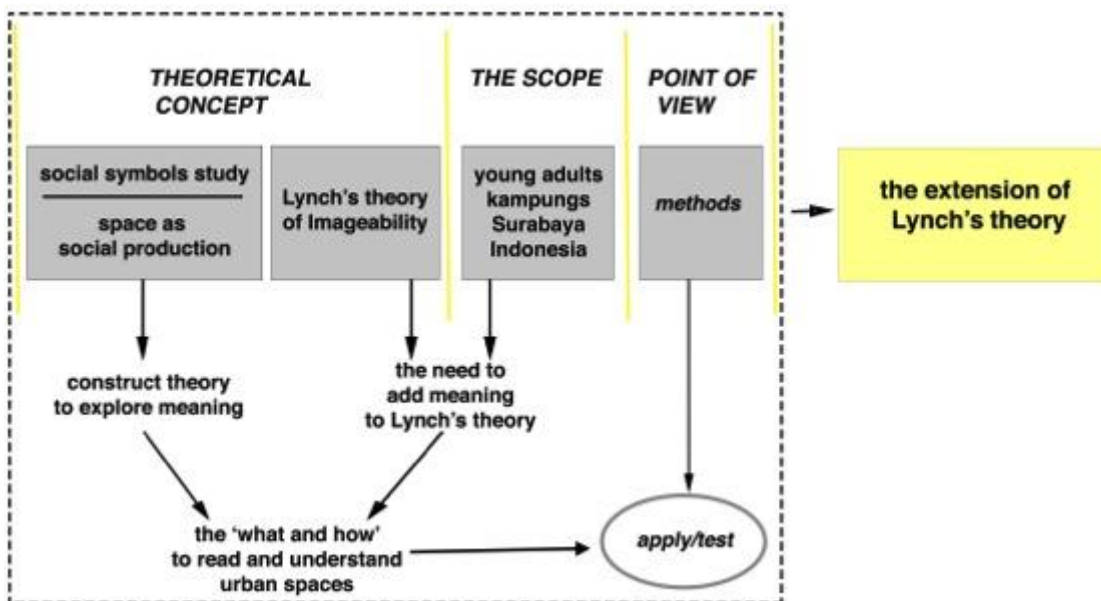 THEORETICAL
CONCEPT
THE SCOPE
POINT OF
VIEW
social symbols study
space as
social production
Lynch's theory
of Imageability
young adults
kampungs
Surabaya
Indonesia
methods
the extension of
Lynch's theory
construct theory
to explore meaning
the need to
add meaning
to Lynch's theory
the ‘what and how’
to read and understand
urban spaces
apply/test